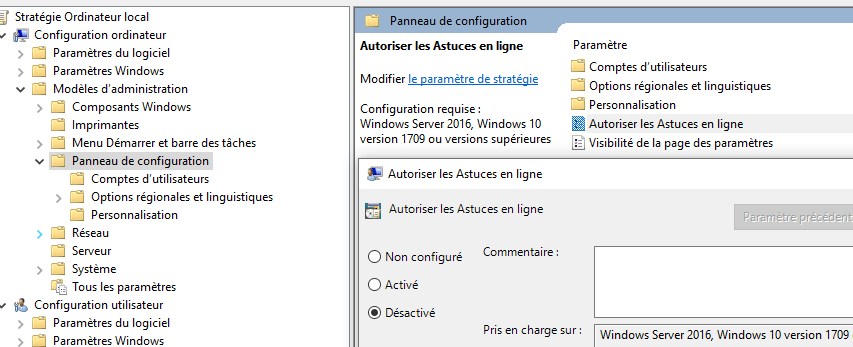 Stratégie Ordinateur local
Configuration ordinateur
Paramètres du logiciel
Paramètres Windows
Modèles d'administration
Composants Windows
Imprimantes
Menu Démarrer et barre des tâches
Panneau de configuration
Comptes d'utilisateurs
Options régionales et linguistiques
Personnalisation
Réseau
Serveur
Système
Tous les paramètres
Configuration utilisateur
Paramètres du logiciel
Paramètres Windows
Panneau de configuration
Autoriser les Astuces en ligne
Modifier le paramètre de stratégie
Configuration requise :
Windows Server 2016, Windows 10
version 1709 ou versions supérieures
Paramètre
Comptes d'utilisateurs
Options régionales et linguistiques
Personnalisation
Autoriser les Astuces en ligne
Visibilité de la page des paramètres
Autoriser les Astuces en ligne
Autoriser les Astuces en ligne
Paramètre précédent
Non configuré
Commentaire :
Activé
Désactivé
Pris en charge sur :
Windows Server 2016, Windows 10 version 1709